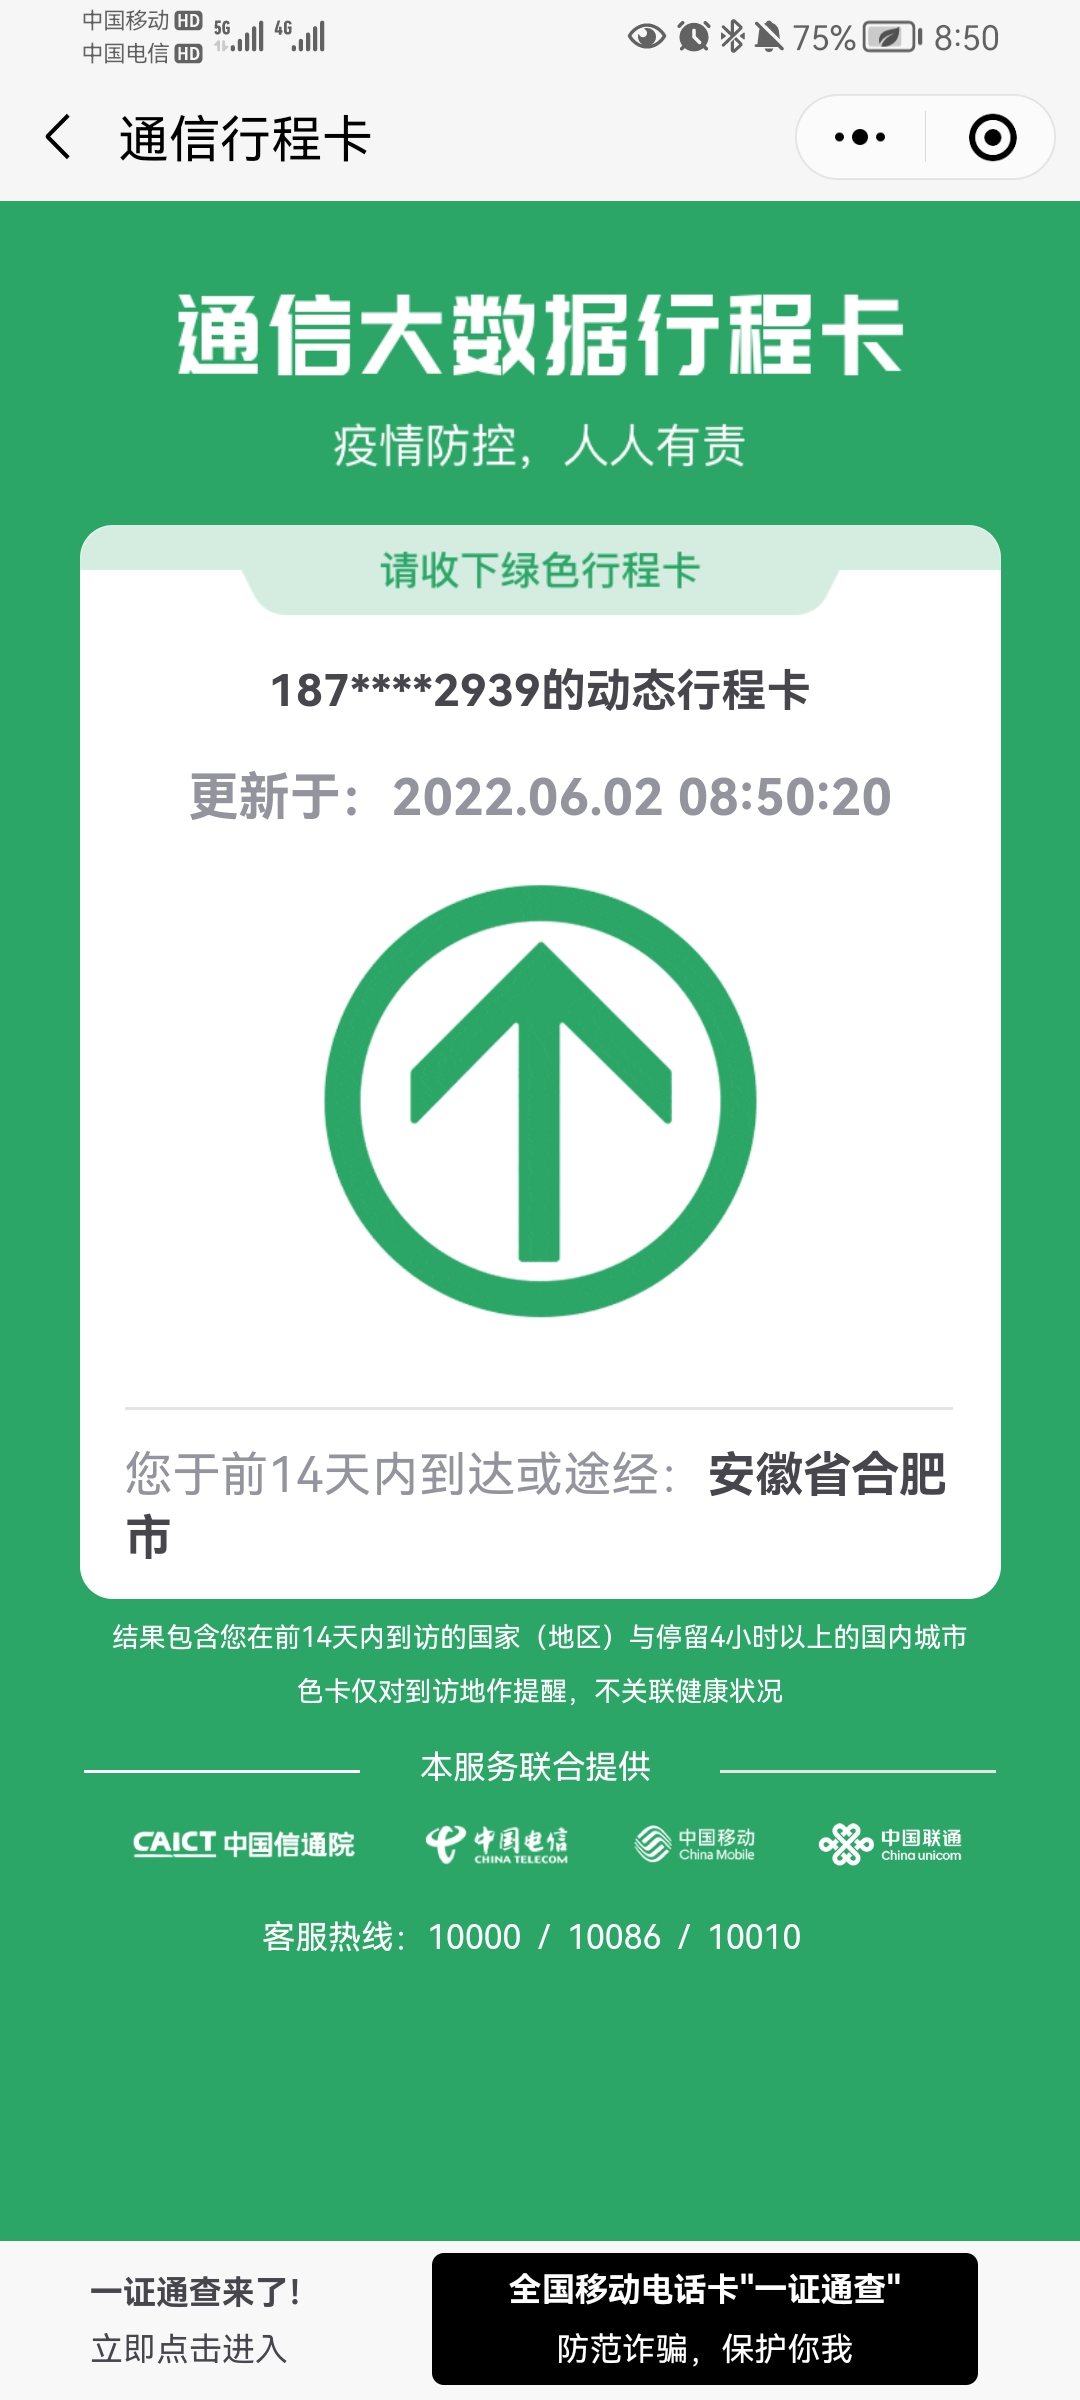 中国移动 HD 5G 4G 75% 8:50
中国电信 HD
通信行程卡
通信大数据行程卡
疫情防控，人人有责
请收下绿色行程卡
187****2939的动态行程卡
更新于：2022.06.02 08:50:20
您于前14天内到达或途经：安徽省合肥
市
结果包含您在前14天内到访的国家（地区）与停留4小时以上的国内城市
色卡仅对到访地作提醒，不关联健康状况
本服务联合提供
CAICT 中国信通院 中国电信 CHINA TELECOM 中国移动 China Mobile 中国联通 China unicom
客服热线：10000 / 10086 / 10010
一证通查来了！
立即点击进入
全国移动电话卡"一证通查"
防范诈骗，保护你我